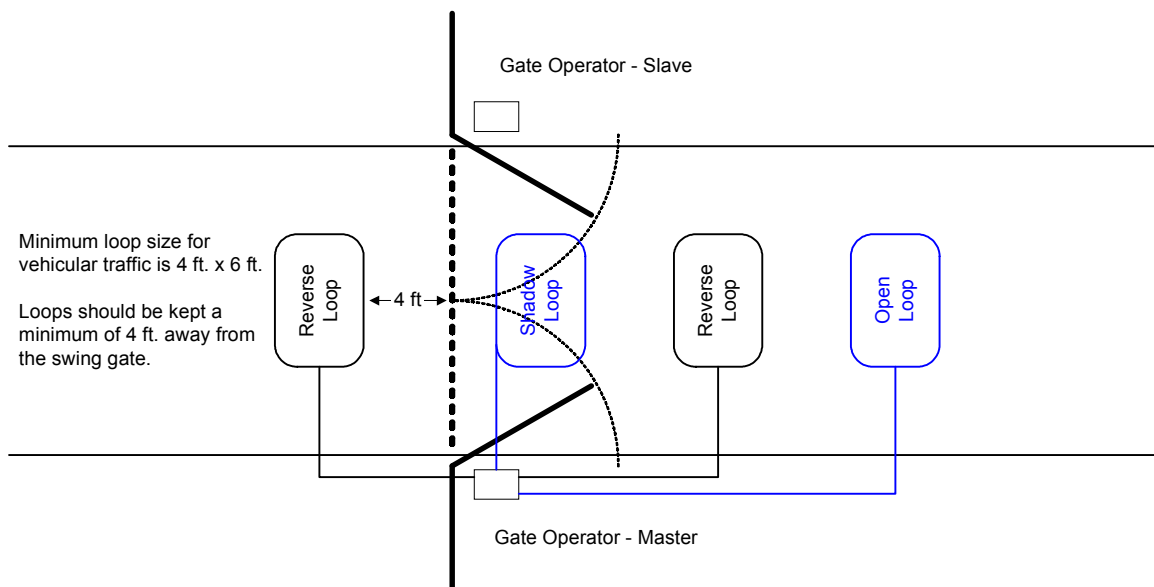 Gate Operator - Slave
Minimum loop size for
vehicular traffic is 4 ft. x 6 ft.
Loops should be kept a
minimum of 4 ft. away from
the swing gate.
Reverse
Loop
4 ft
Shadow
Loop
Reverse
Loop
Open
Loop
Gate Operator - Master